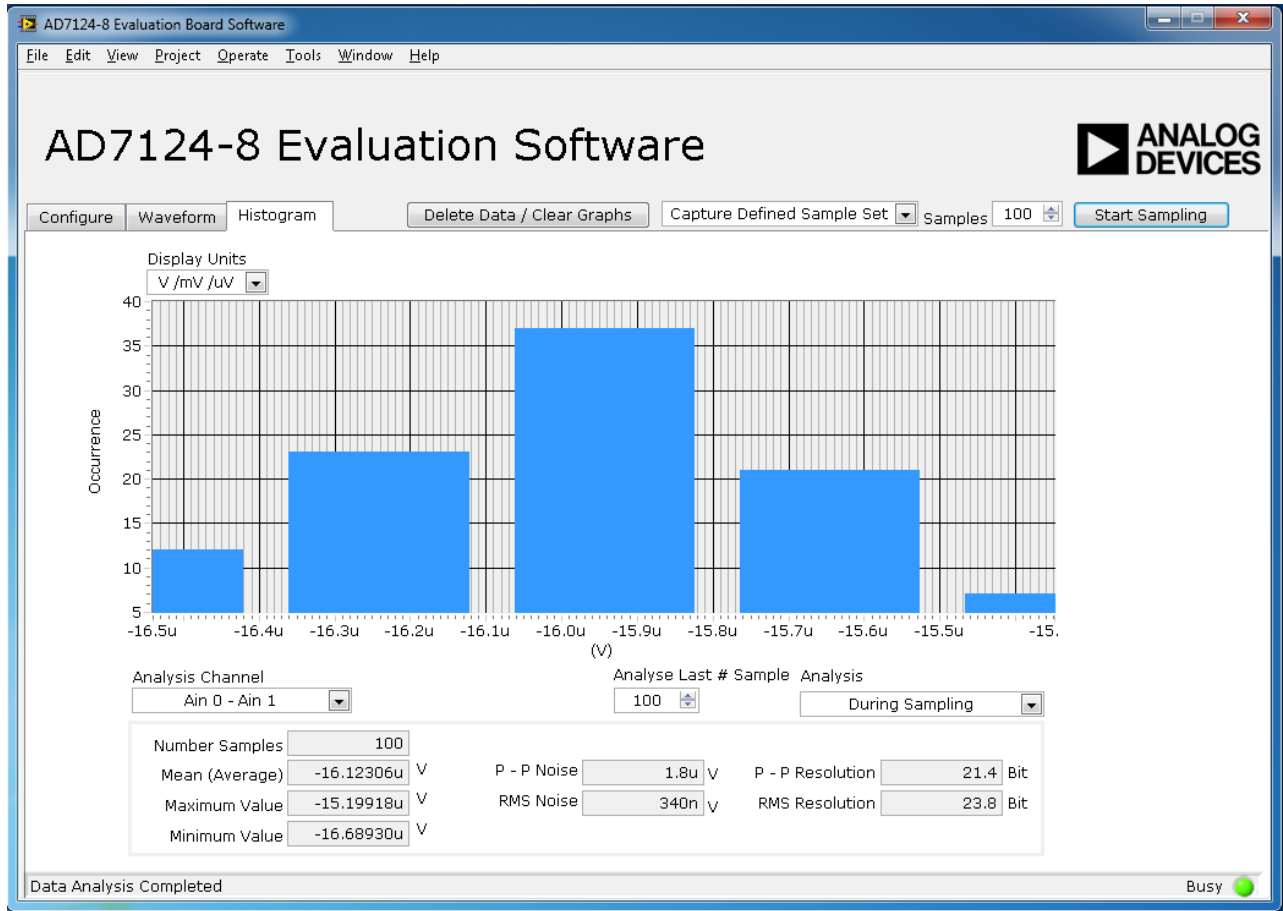 AD7124-8 Evaluation Board Software
File Edit View Project Operate Tools Window Help
AD7124-8 Evaluation Software
ANALOG
DEVICES
Configure Waveform Histogram Delete Data / Clear Graphs Capture Defined Sample Set Samples 100 Start Sampling
Display Units
V /mV /uV
40
35
30
25
20
15
10
5
Occurrence
-16.5u -16.4u -16.3u -16.2u -16.1u -16.0u -15.9u -15.8u -15.7u -15.6u -15.5u -15.
(V)
Analysis Channel Analyse Last # Sample Analysis
Ain 0 - Ain 1 100 During Sampling
Number Samples 100
Mean (Average) -16.12306u V P - P Noise 1.8u V P - P Resolution 21.4 Bit
Maximum Value -15.19918u V RMS Noise 340n V RMS Resolution 23.8 Bit
Minimum Value -16.68930u V
Data Analysis Completed Busy